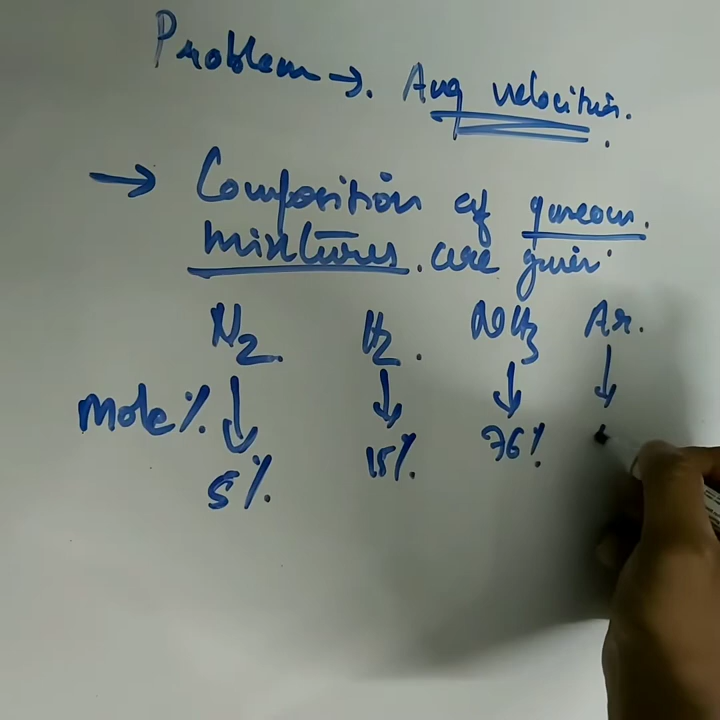 Problem →. Avg velocities.
→ Composition of gaseous.
mixtures. are given
N2. H2. NH3 Ar.
Mole% ↓ ↓ ↓ ↓
5%. 15%. 76%.